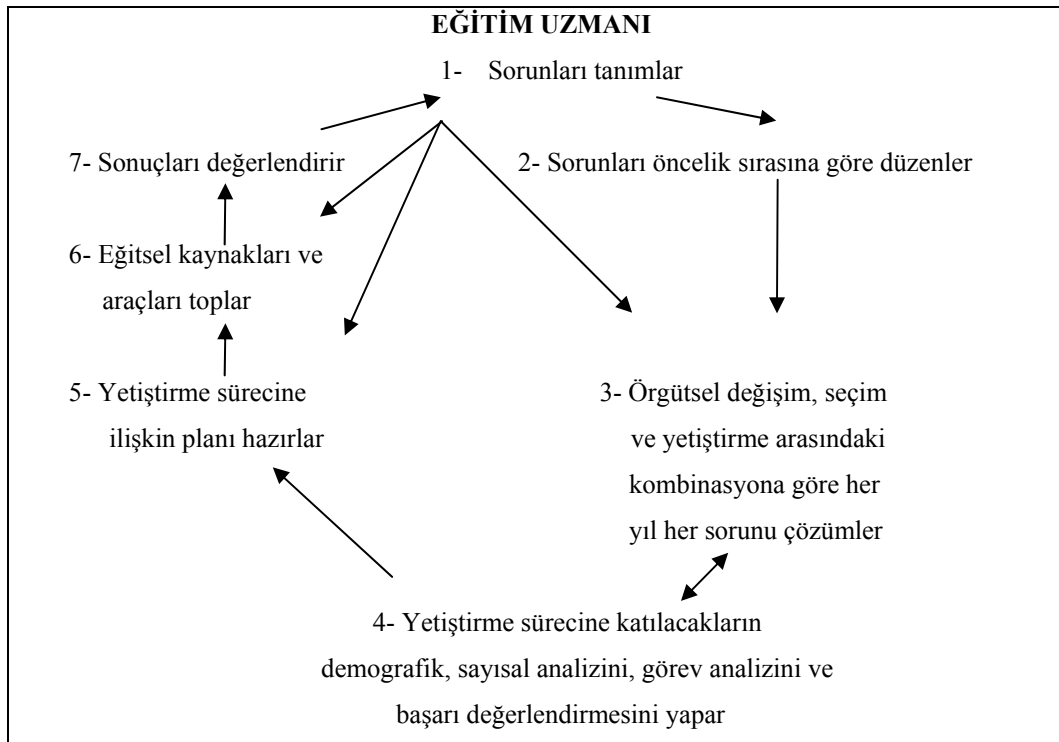 EĞİTİM UZMANI
1- Sorunları tanımlar
7- Sonuçları değerlendirir
2- Sorunları öncelik sırasına göre düzenler
6- Eğitsel kaynakları ve
araçları toplar
5- Yetiştirme sürecine
ilişkin planı hazırlar
3- Örgütsel değişim, seçim
ve yetiştirme arasındaki
kombinasyona göre her
yıl her sorunu çözümler
4- Yetiştirme sürecine katılacakların
demografik, sayısal analizini, görev analizini ve
başarı değerlendirmesini yapar